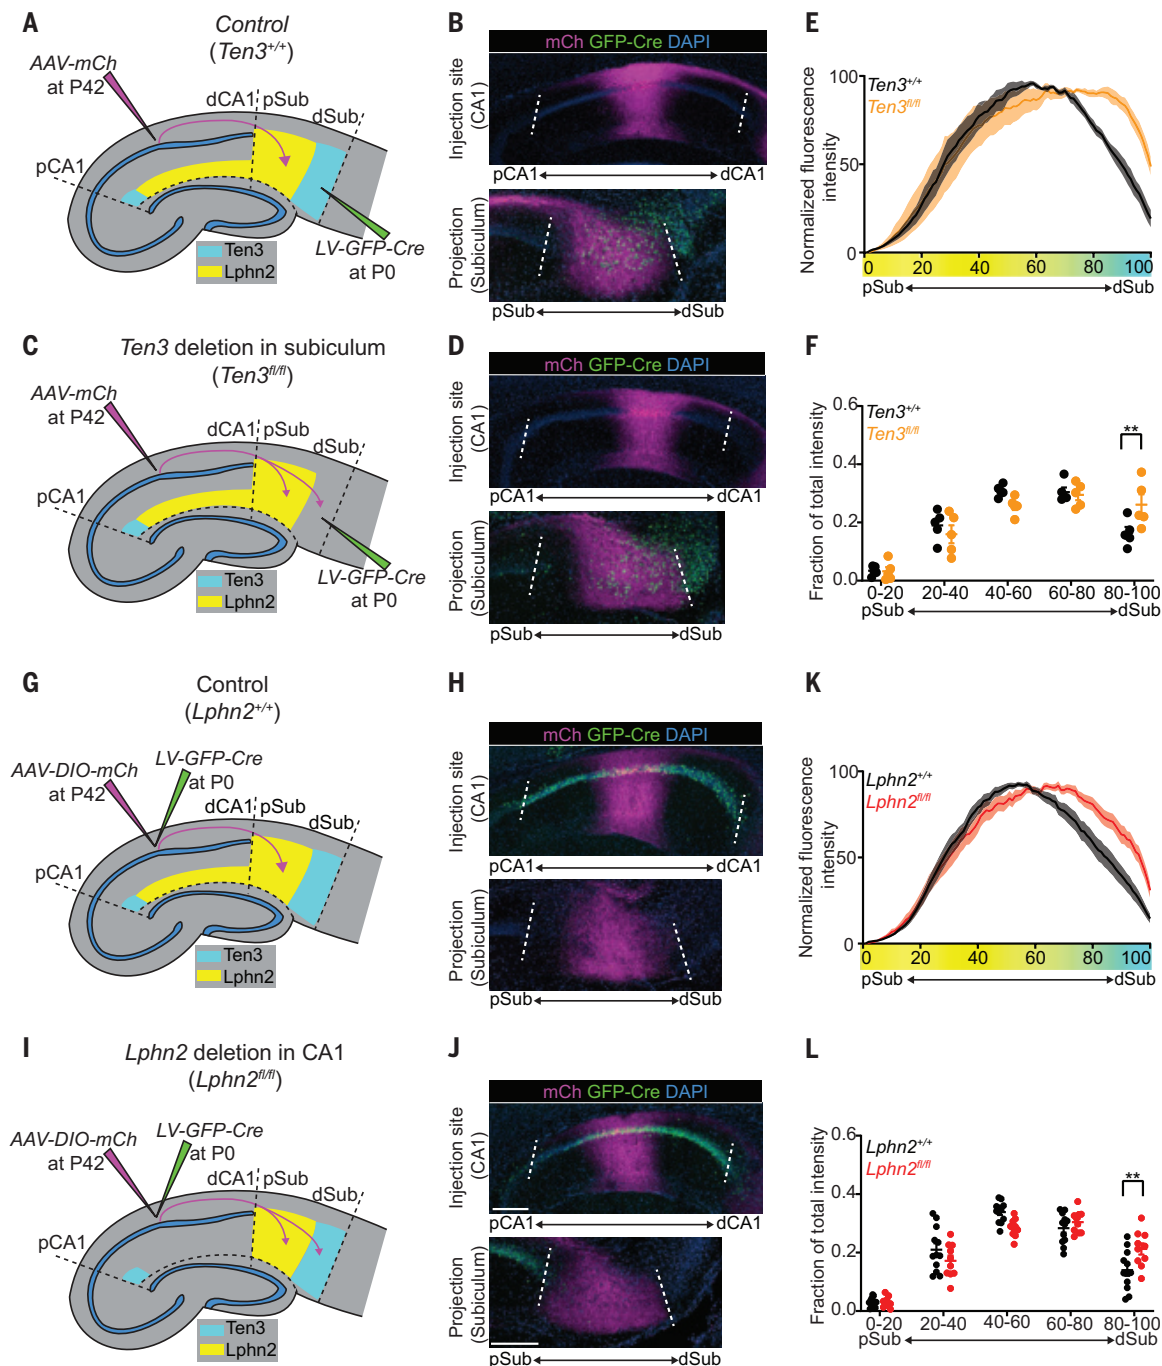 A
Control
(Ten3+/+)
AAV-mCh
at P42
dCA1
pSub
dSub
pCA1
Ten3
Lphn2
LV-GFP-Cre
at P0
B
mCh GFP-Cre DAPI
Injection site
(CA1)
pCA1
dCA1
Projection
(Subiculum)
pSub
dSub
E
Normalized fluorescence
intensity
100
50
0
Ten3+/+
Ten3fl/fl
0 20 40 60 80 100
pSub
dSub
C
Ten3 deletion in subiculum
(Ten3fl/fl)
AAV-mCh
at P42
dCA1
pSub
dSub
pCA1
Ten3
Lphn2
LV-GFP-Cre
at P0
D
mCh GFP-Cre DAPI
Injection site
(CA1)
pCA1
dCA1
Projection
(Subiculum)
pSub
dSub
F
Fraction of total intensity
0.6
0.4
0.2
0.0
Ten3+/+
Ten3fl/fl
**
0-20 20-40 40-60 60-80 80-100
pSub
dSub
G
Control
(Lphn2+/+)
LV-GFP-Cre
at P0
AAV-DIO-mCh
at P42
dCA1
pSub
dSub
pCA1
Ten3
Lphn2
H
mCh GFP-Cre DAPI
Injection site
(CA1)
pCA1
dCA1
Projection
(Subiculum)
pSub
dSub
K
Normalized fluorescence
intensity
100
50
0
Lphn2+/+
Lphn2fl/fl
0 20 40 60 80 100
pSub
dSub
I
Lphn2 deletion in CA1
(Lphn2fl/fl)
LV-GFP-Cre
at P0
AAV-DIO-mCh
at P42
dCA1
pSub
dSub
pCA1
Ten3
Lphn2
J
mCh GFP-Cre DAPI
Injection site
(CA1)
pCA1
dCA1
Projection
(Subiculum)
pSub
dSub
L
Fraction of total intensity
0.6
0.4
0.2
0.0
Lphn2+/+
Lphn2fl/fl
**
0-20 20-40 40-60 60-80 80-100
pSub
dSub